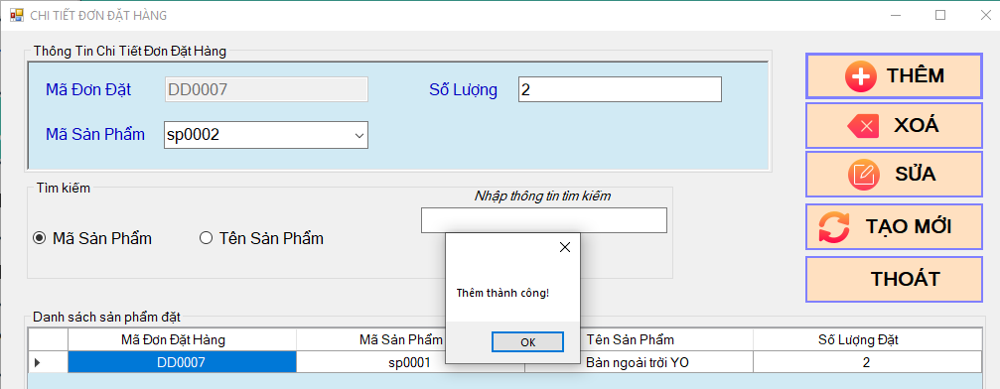 CHI TIẾT ĐƠN ĐẶT HÀNG
Thông Tin Chi Tiết Đơn Đặt Hàng
Mã Đơn Đặt DD0007 Số Lượng 2
Mã Sản Phẩm sp0002
THÊM
XOÁ
SỬA
TẠO MỚI
THOÁT
Tìm kiếm
Nhập thông tin tìm kiếm
Mã Sản Phẩm Tên Sản Phẩm
Thêm thành công!
OK
Danh sách sản phẩm đặt
Mã Đơn Đặt Hàng Mã Sản Phẩm Tên Sản Phẩm Số Lượng Đặt
DD0007 sp0001 Bàn ngoài trời YO 2